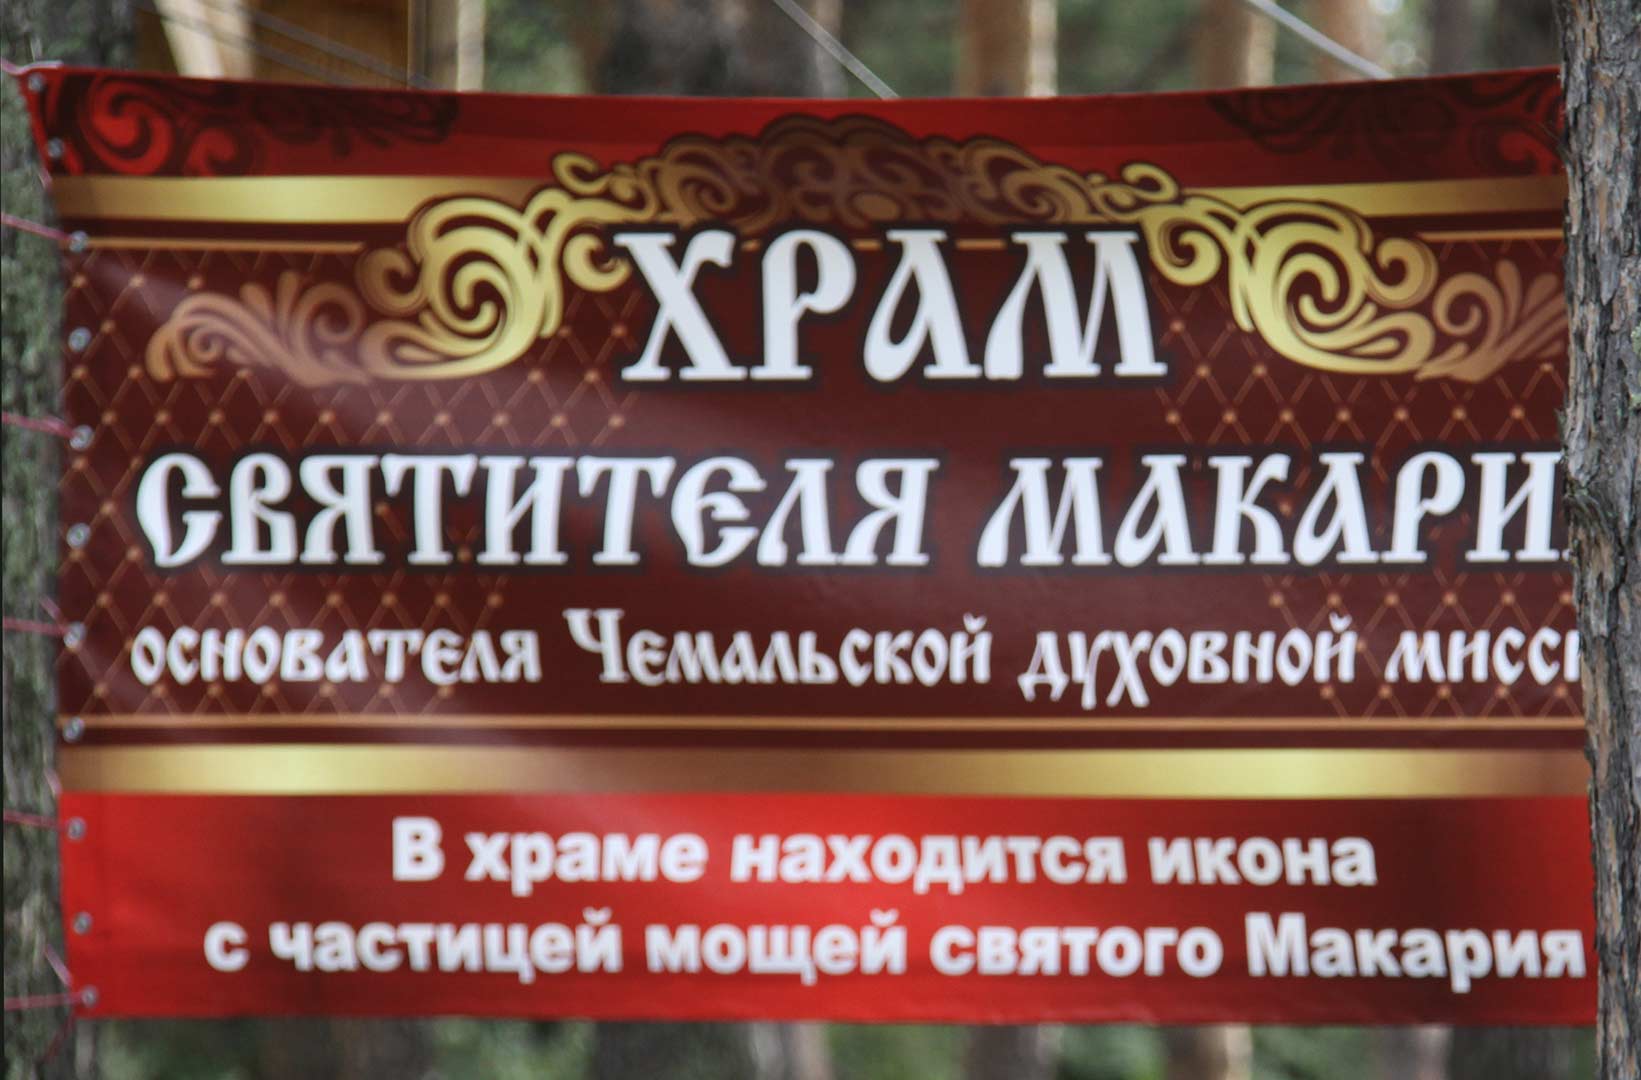 ХРАМ
СВЯТИТЕЛЯ МАКАРИ
основателя Чемальской духовной мисс
В храме находится икона
с частицей мощей святого Макария